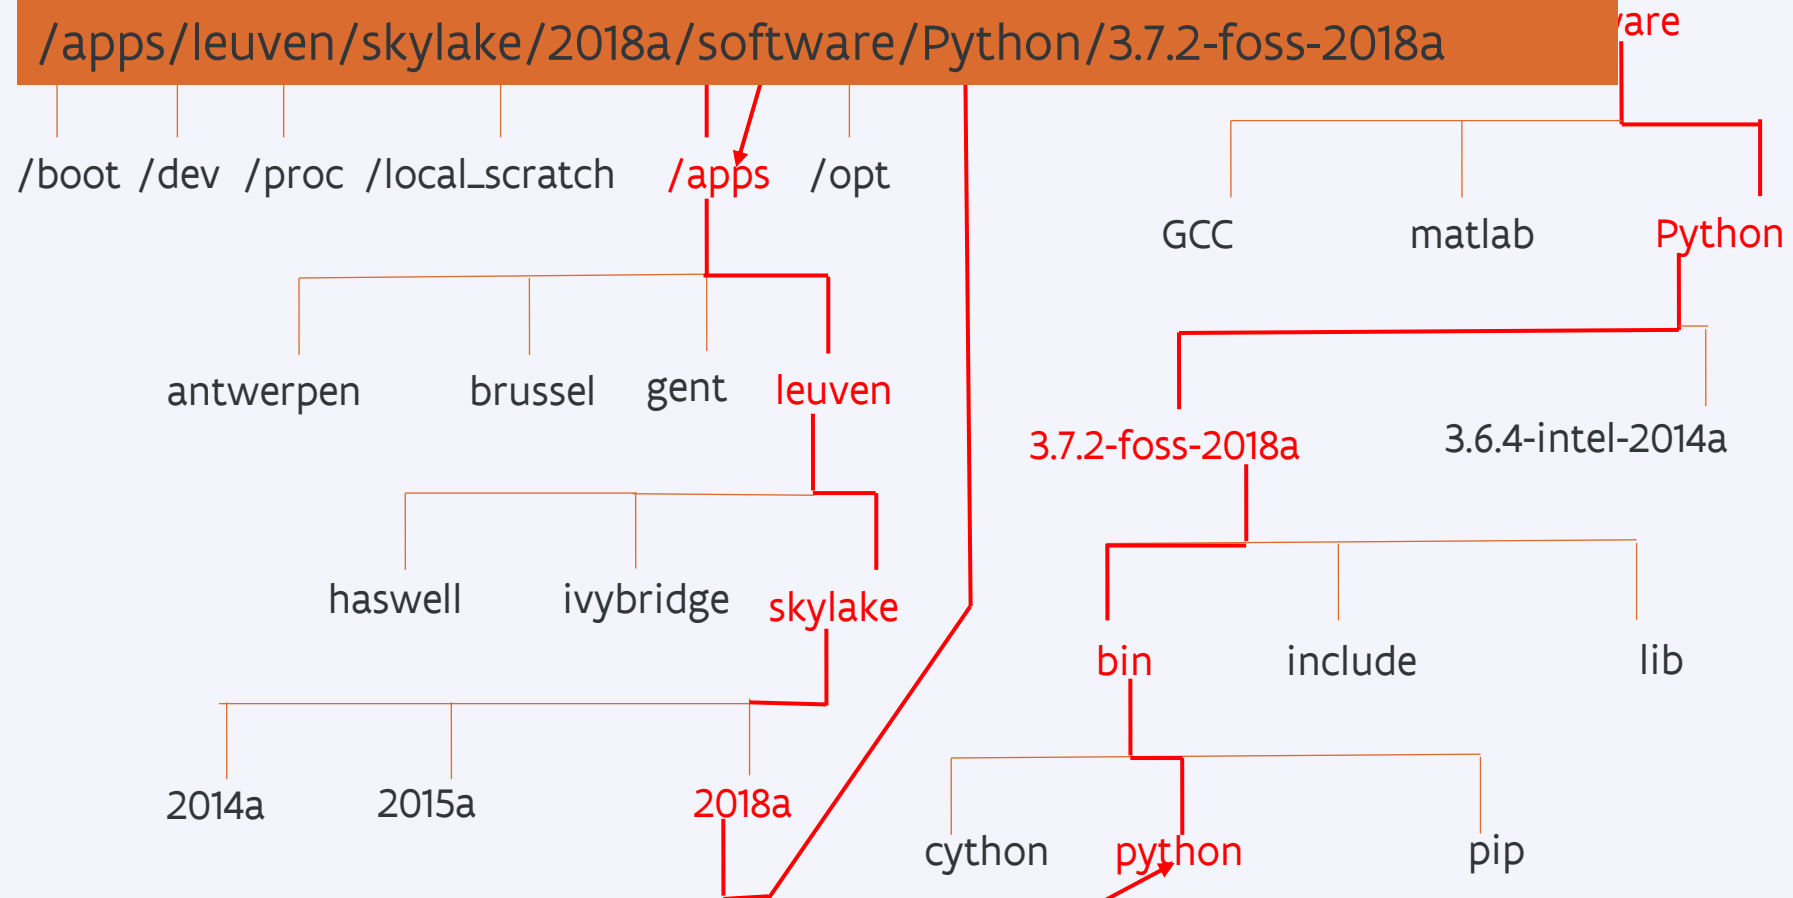 /apps/leuven/skylake/2018a/software/Python/3.7.2-foss-2018a
/boot /dev /proc /local_scratch /apps /opt
antwerpen brussel gent leuven
haswell ivybridge skylake
2014a 2015a 2018a
GCC matlab Python
3.7.2-foss-2018a 3.6.4-intel-2014a
bin include lib
cython python pip